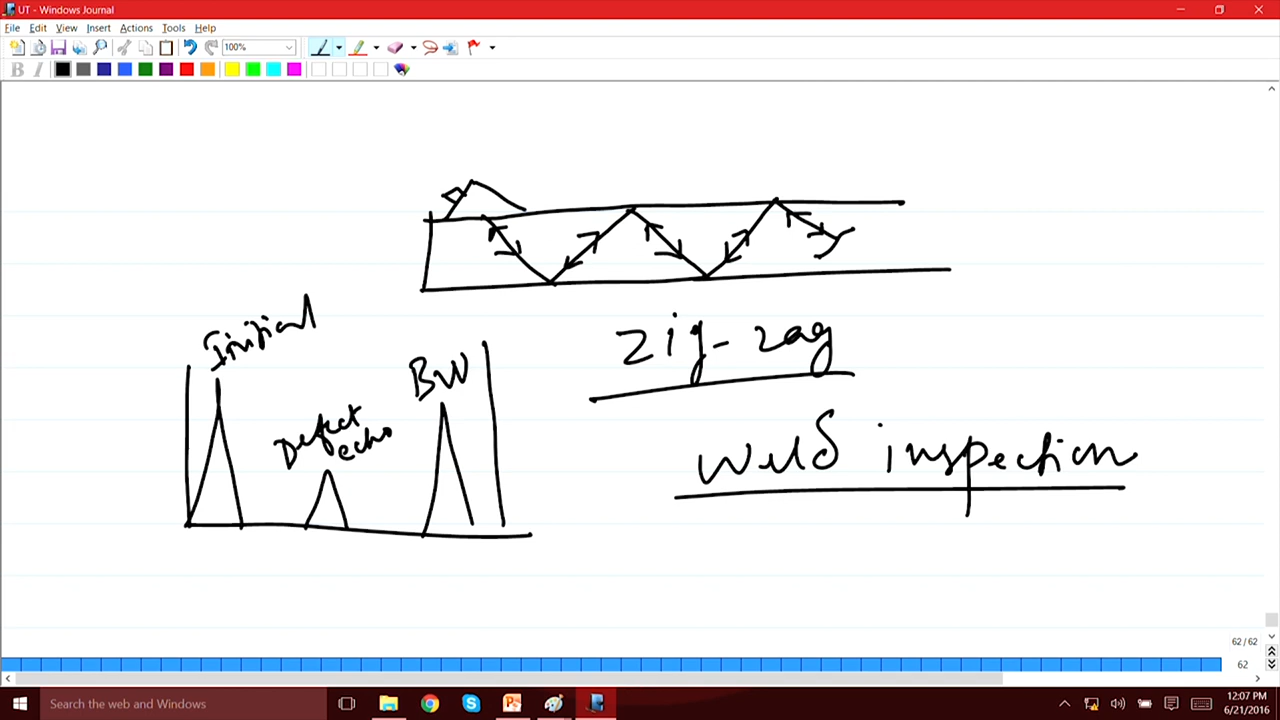 UT - Windows Journal
File Edit View Insert Actions Tools Help
100%
B I
Initial
BW
Defect
echo
zig-zag
Weld inspection
62 / 62
62
Search the web and Windows
12:07 PM
6/21/2016